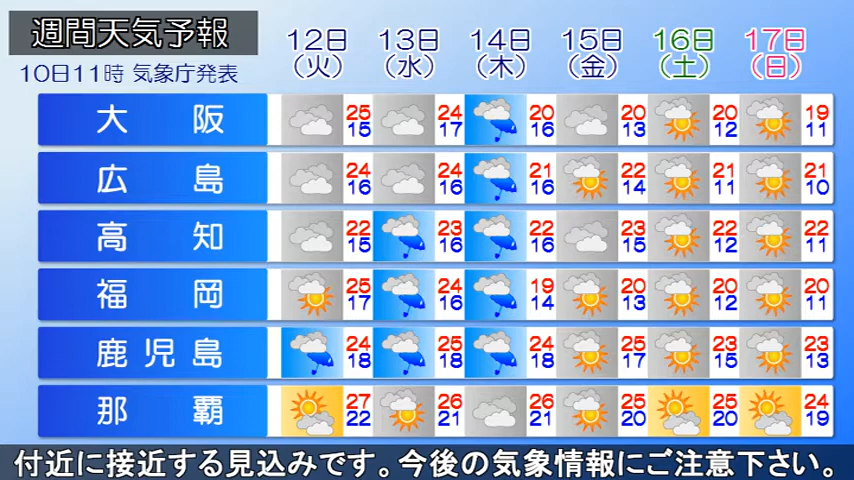 週間天気予報
10日11時 気象庁発表
12日 13日 14日 15日 16日 17日
(火) (水) (木) (金) (土) (日)
大阪 25 15 24 17 20 16 20 13 20 12 19 11
広島 24 16 24 16 21 16 22 14 21 11 21 10
高知 22 15 23 16 22 16 23 15 22 12 22 11
福岡 25 17 24 16 19 14 20 13 20 12 20 11
鹿児島 24 18 25 18 24 18 25 17 23 15 23 13
那覇 27 22 26 21 26 21 25 20 25 20 24 19
付近に接近する見込みです。今後の気象情報にご注意下さい。